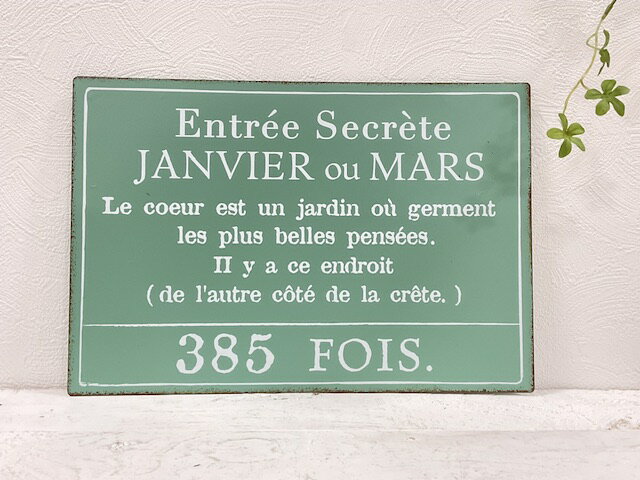 Entrée Secrète
JANVIER ou MARS
Le coeur est un jardin où germent
les plus belles pensées.
Il y a ce endroit
( de l'autre côté de la crête. )
385 FOIS.